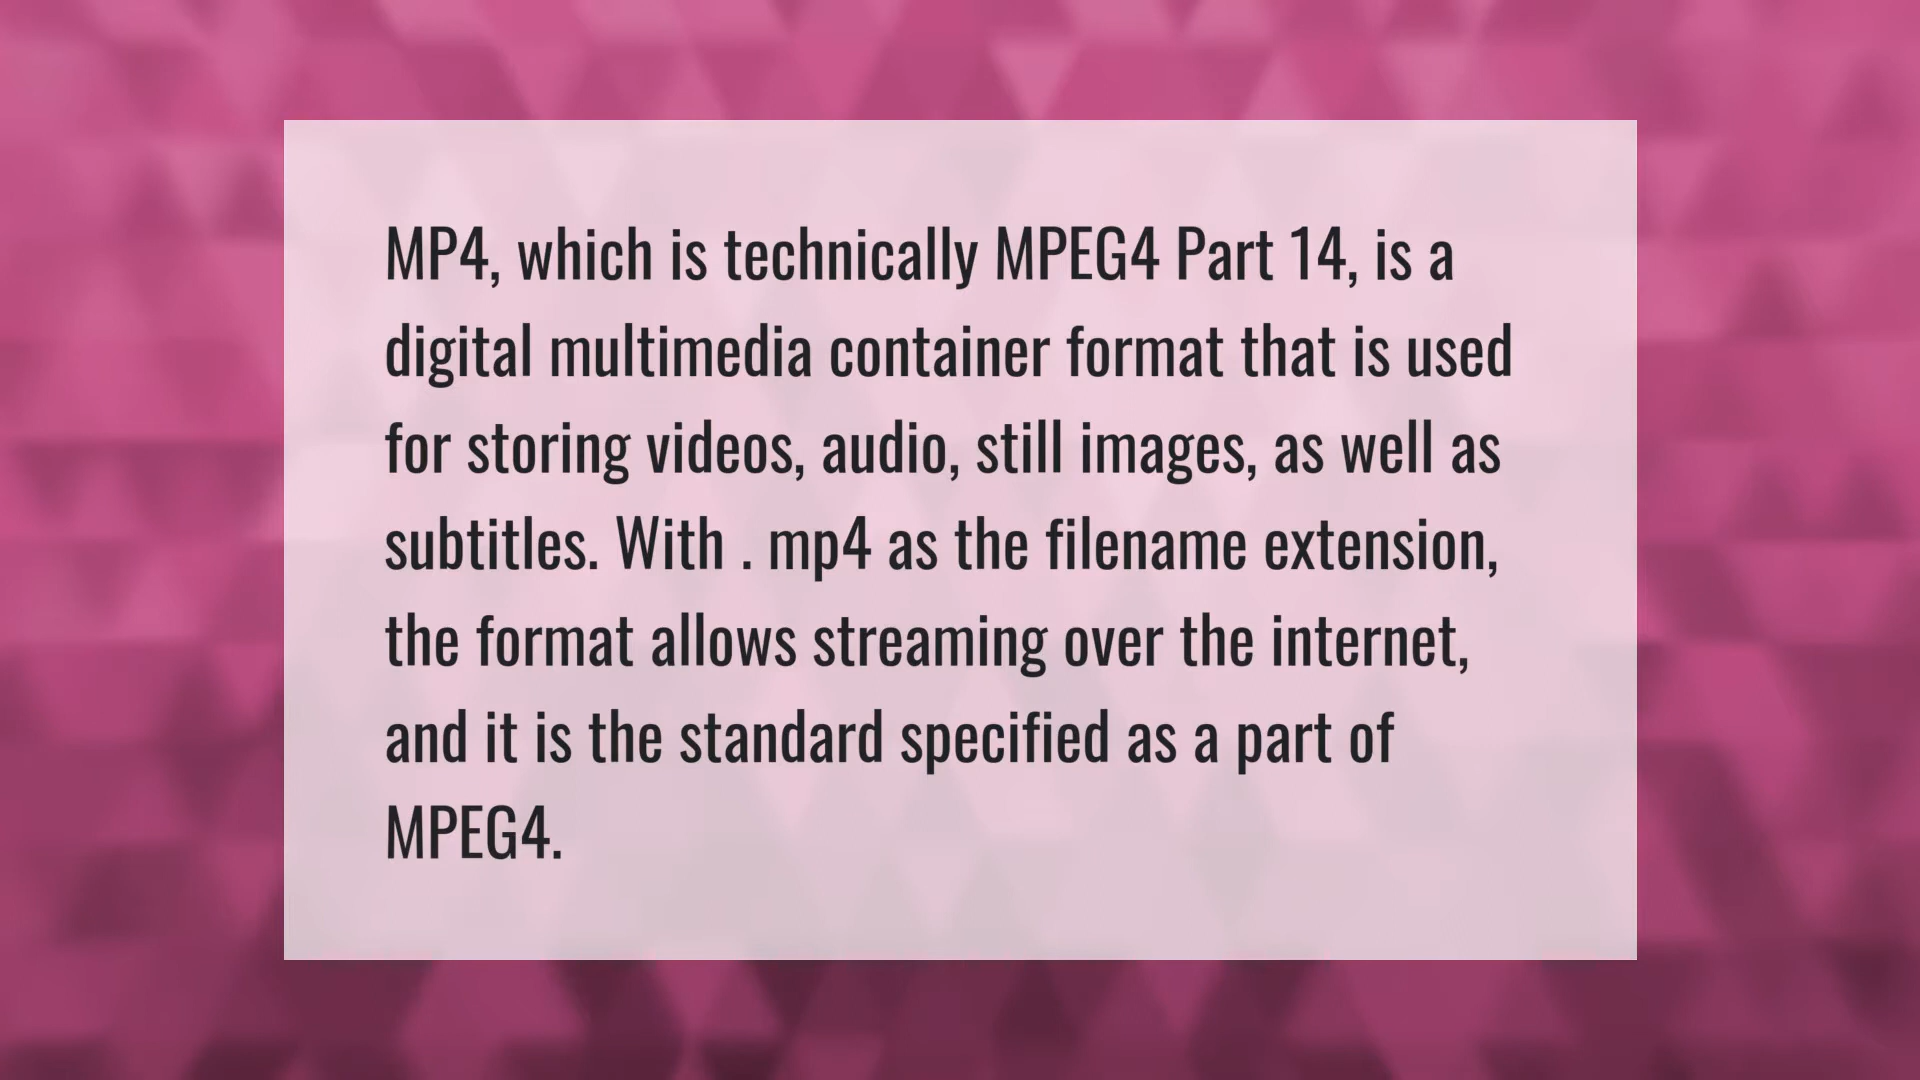 MP4, which is technically MPEG4 Part 14, is a
digital multimedia container format that is used
for storing videos, audio, still images, as well as
subtitles. With . mp4 as the filename extension,
the format allows streaming over the internet,
and it is the standard specified as a part of
MPEG4.